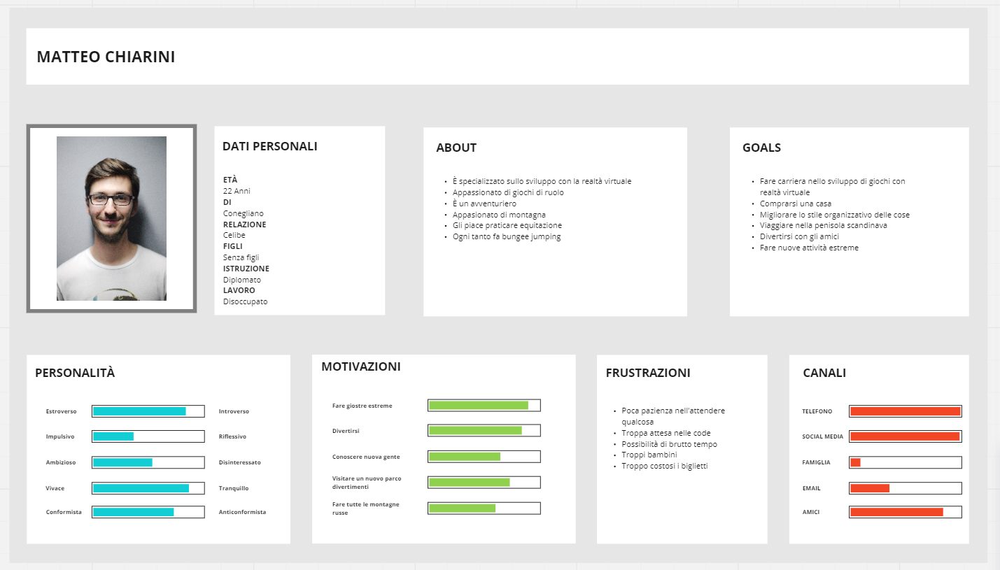 MATTEO CHIARINI
DATI PERSONALI
ETÀ
22 Anni
DI
Conegliano
RELAZIONE
Celibe
FIGLI
Senza figli
ISTRUZIONE
Diplomato
LAVORO
Disoccupato
ABOUT
• È specializzato sullo sviluppo con la realtà virtuale
• Appassionato di giochi di ruolo
• È un avventuriero
• Appasionato di montagna
• Gli piace praticare equitazione
• Ogni tanto fa bungee jumping
GOALS
• Fare carriera nello sviluppo di giochi con
realtà virtuale
• Comprarsi una casa
• Migliorare lo stile organizzativo delle cose
• Viaggiare nella penisola scandinava
• Divertirsi con gli amici
• Fare nuove attività estreme
PERSONALITÀ
Estroverso Introverso
Impulsivo Riflessivo
Ambizioso Disinteressato
Vivace Tranquillo
Conformista Anticonformista
MOTIVAZIONI
Fare giostre estreme
Divertirsi
Conoscere nuova gente
Visitare un nuovo parco
divertimenti
Fare tutte le montagne
russe
FRUSTRAZIONI
• Poca pazienza nell'attendere
qualcosa
• Troppa attesa nelle code
• Possibilità di brutto tempo
• Troppi bambini
• Troppo costosi i biglietti
CANALI
TELEFONO
SOCIAL MEDIA
FAMIGLIA
EMAIL
AMICI